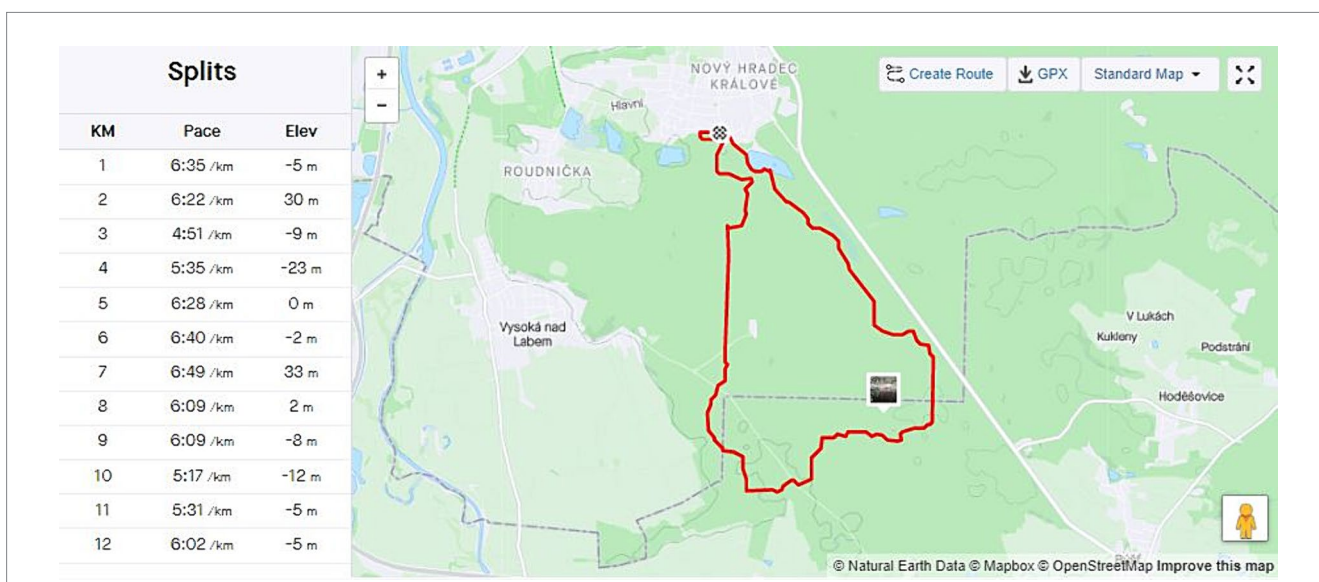 Splits
KM Pace Elev
1 6:35 /km -5 m
2 6:22 /km 30 m
3 4:51 /km -9 m
4 5:35 /km -23 m
5 6:28 /km 0 m
6 6:40 /km -2 m
7 6:49 /km 33 m
8 6:09 /km 2 m
9 6:09 /km -8 m
10 5:17 /km -12 m
11 5:31 /km -5 m
12 6:02 /km -5 m
+
−
Create Route
GPX
Standard Map
NOVÝ HRADEC
KRÁLOVÉ
Hlavní
ROUDNIČKA
Vysoká nad
Labem
V Lukách
Kukleny
Podstrání
Hoděšovice
© Natural Earth Data © Mapbox © OpenStreetMap Improve this map